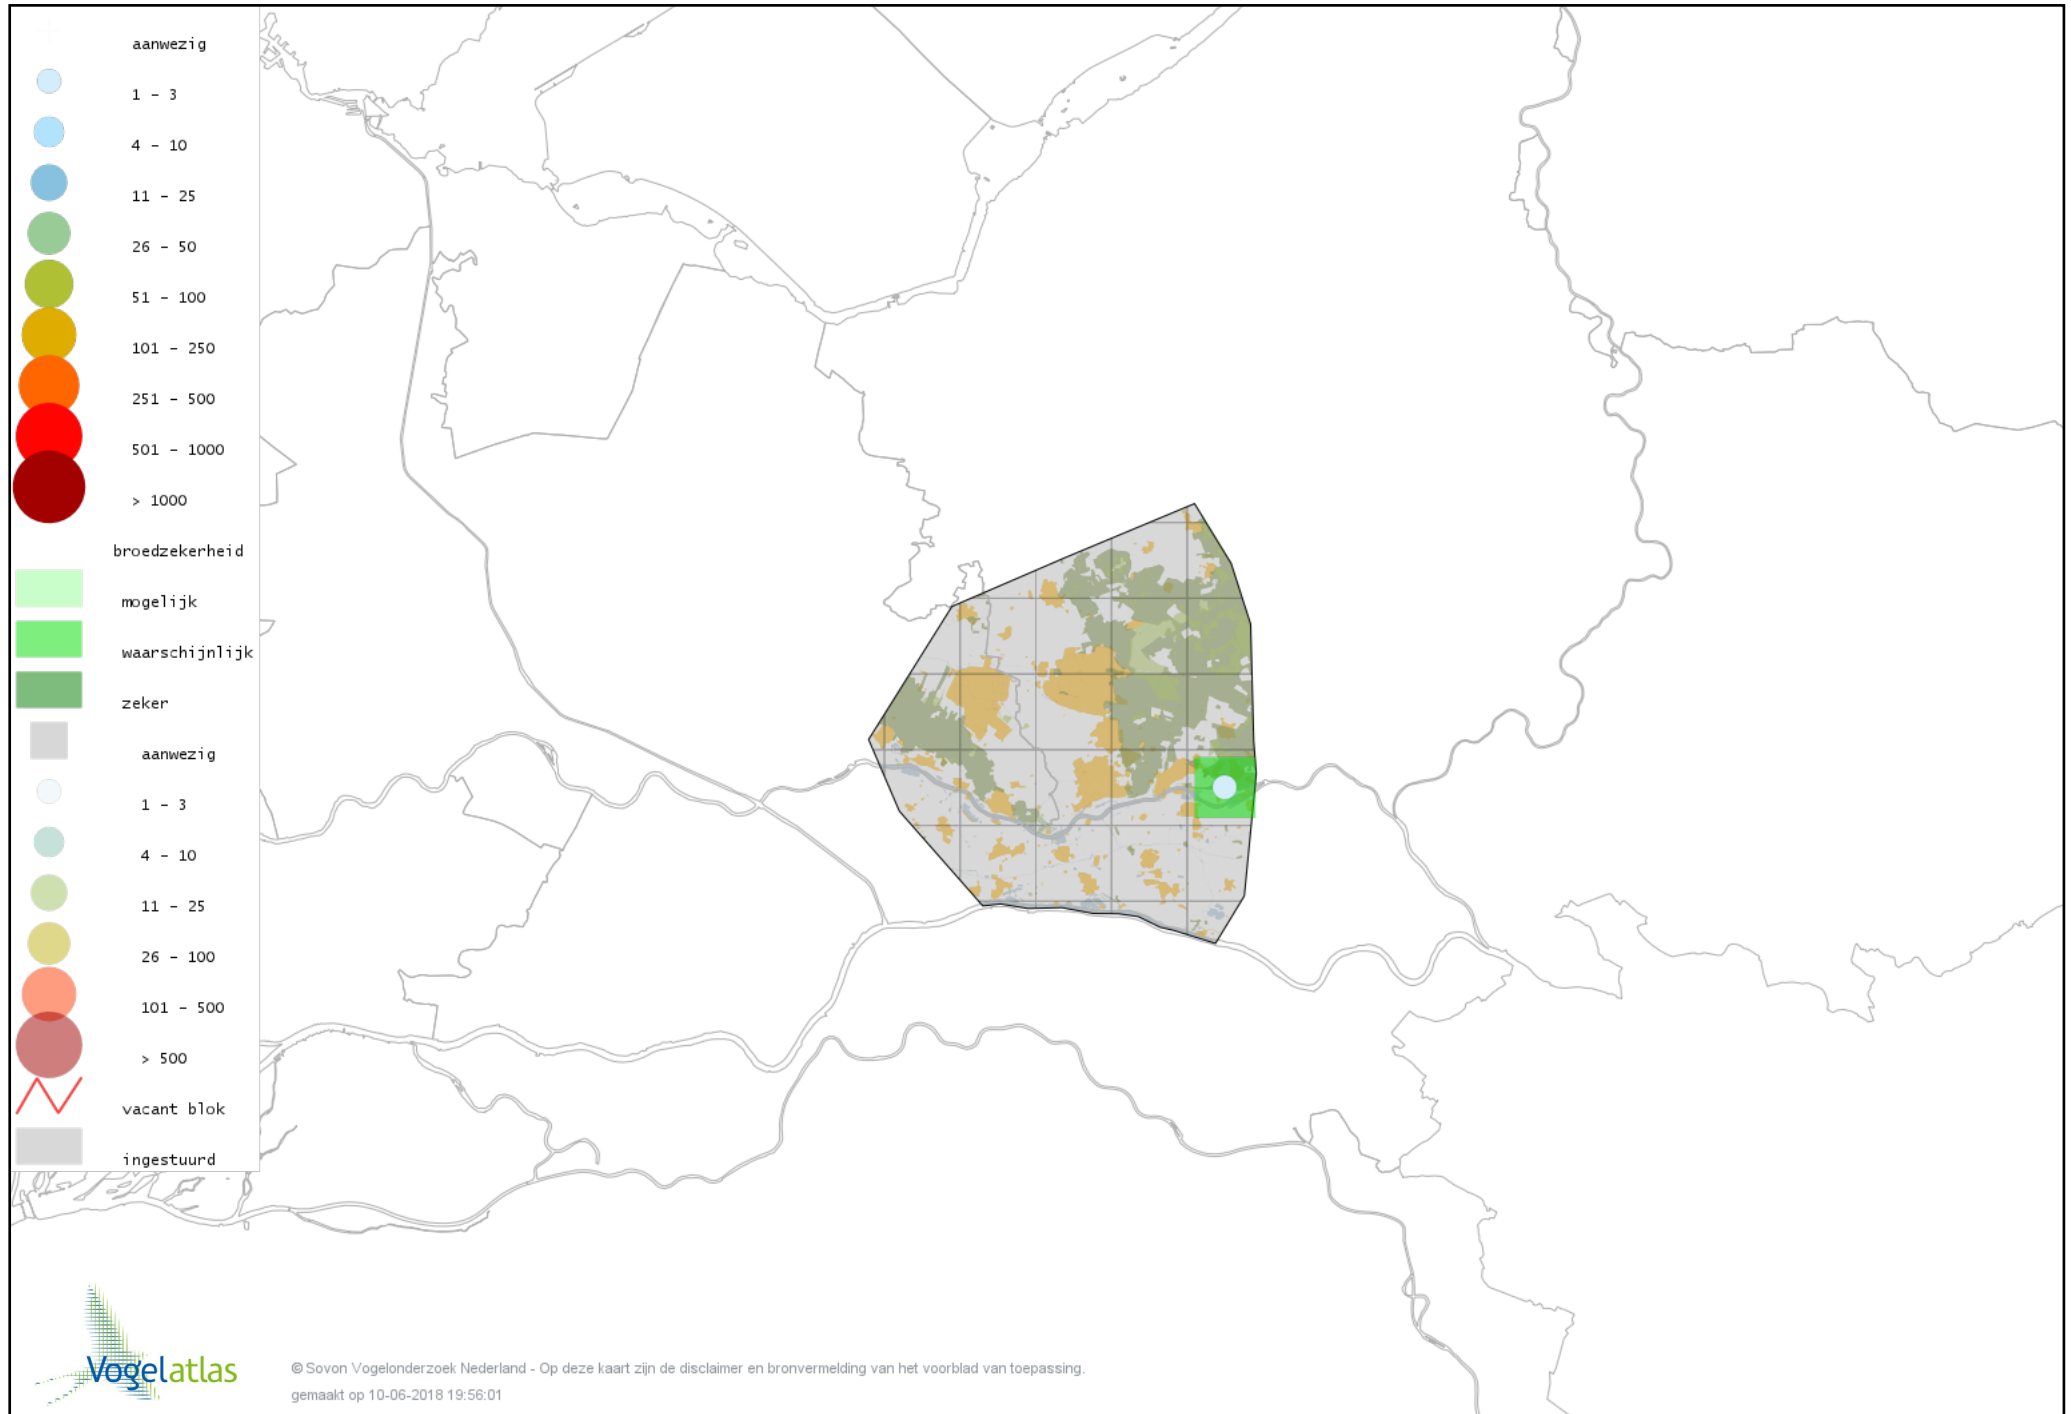 aanwezig
1 - 3
4 - 10
11 - 25
26 - 50
51 - 100
101 - 250
251 - 500
501 - 1000
> 1000
broedzekerheid
mogelijk
waarschijnlijk
zeker
aanwezig
1 - 3
4 - 10
11 - 25
26 - 100
101 - 500
> 500
vacant blok
ingestuurd
Vogelatlas
© Sovon Vogelonderzoek Nederland - Op deze kaart zijn de disclaimer en bronvermelding van het voorblad van toepassing.
gemaakt op 10-06-2018 19:56:01